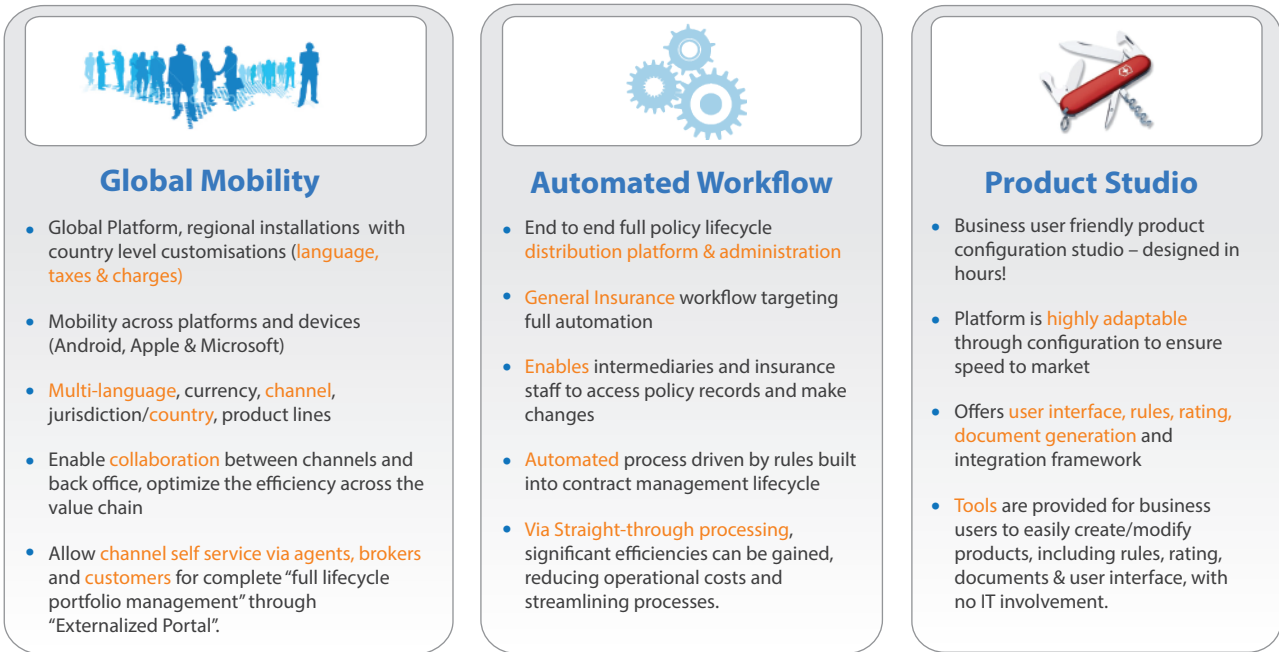 Global Mobility
• Global Platform, regional installations with
country level customisations (language,
taxes & charges)
• Mobility across platforms and devices
(Android, Apple & Microsoft)
• Multi-language, currency, channel,
jurisdiction/country, product lines
• Enable collaboration between channels and
back office, optimize the efficiency across the
value chain
• Allow channel self service via agents, brokers
and customers for complete “full lifecycle
portfolio management” through
“Externalized Portal”.
Automated Workflow
• End to end full policy lifecycle
distribution platform & administration
• General Insurance workflow targeting
full automation
• Enables intermediaries and insurance
staff to access policy records and make
changes
• Automated process driven by rules built
into contract management lifecycle
• Via Straight-through processing,
significant efficiencies can be gained,
reducing operational costs and
streamlining processes.
Product Studio
• Business user friendly product
configuration studio – designed in
hours!
• Platform is highly adaptable
through configuration to ensure
speed to market
• Offers user interface, rules, rating,
document generation and
integration framework
• Tools are provided for business
users to easily create/modify
products, including rules, rating,
documents & user interface, with
no IT involvement.